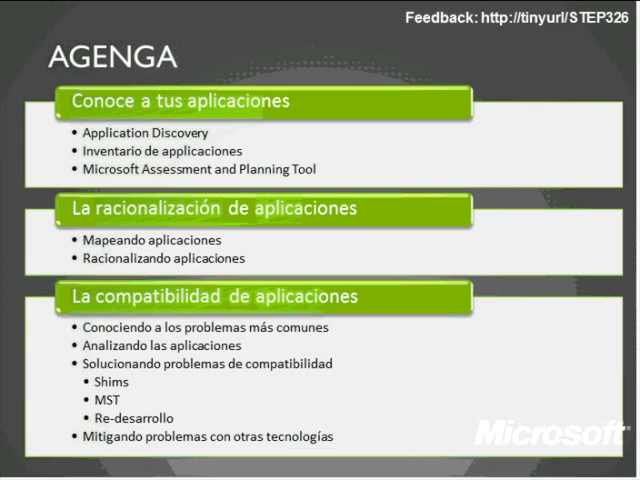 Feedback: http://tinyurl/STEP326
AGENGA
Conoce a tus aplicaciones
• Application Discovery
• Inventario de applicaciones
• Microsoft Assessment and Planning Tool
La racionalización de aplicaciones
• Mapeando aplicaciones
• Racionalizando aplicaciones
La compatibilidad de aplicaciones
• Conociendo a los problemas más comunes
• Analizando las aplicaciones
• Solucionando problemas de compatibilidad
• Shims
• MST
• Re-desarrollo
• Mitigando problemas con otras tecnologías
Microsoft